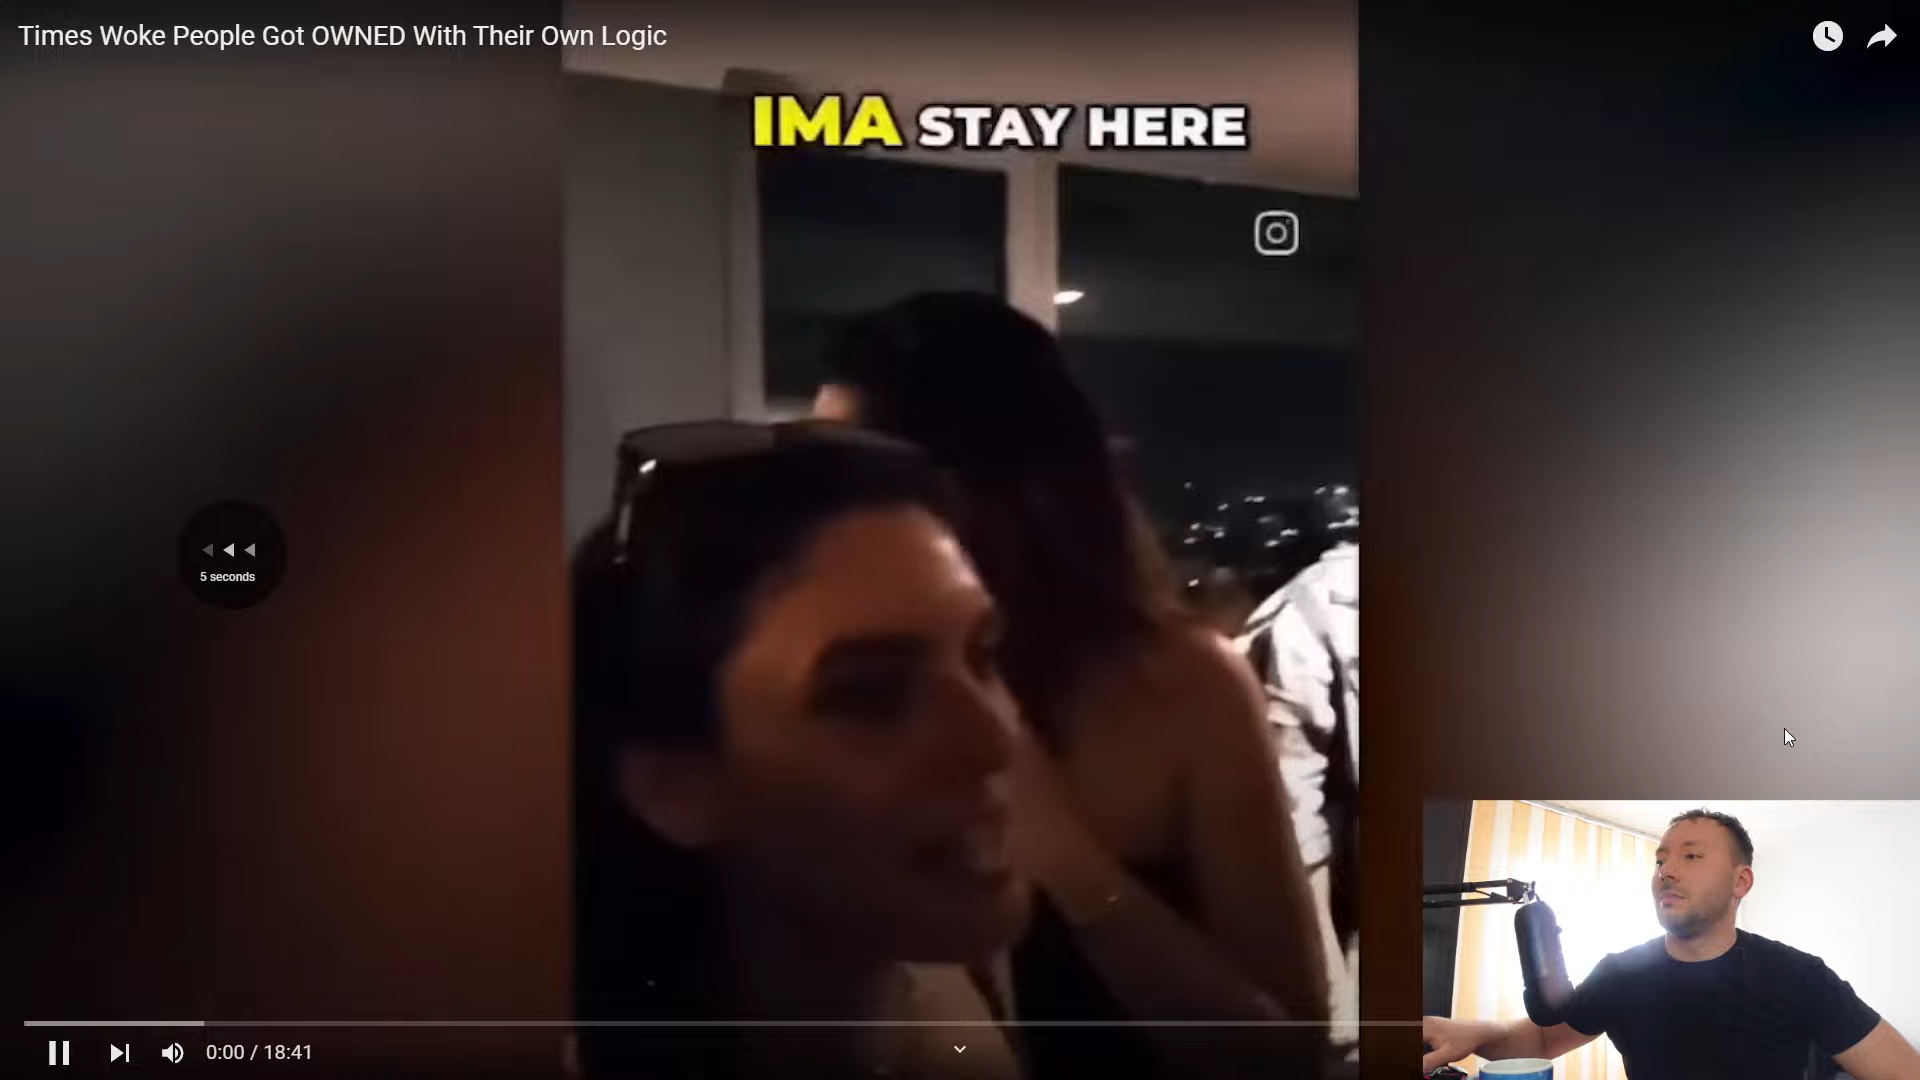 Times Woke People Got OWNED With Their Own Logic
IMA STAY HERE
5 seconds
0:00 / 18:41